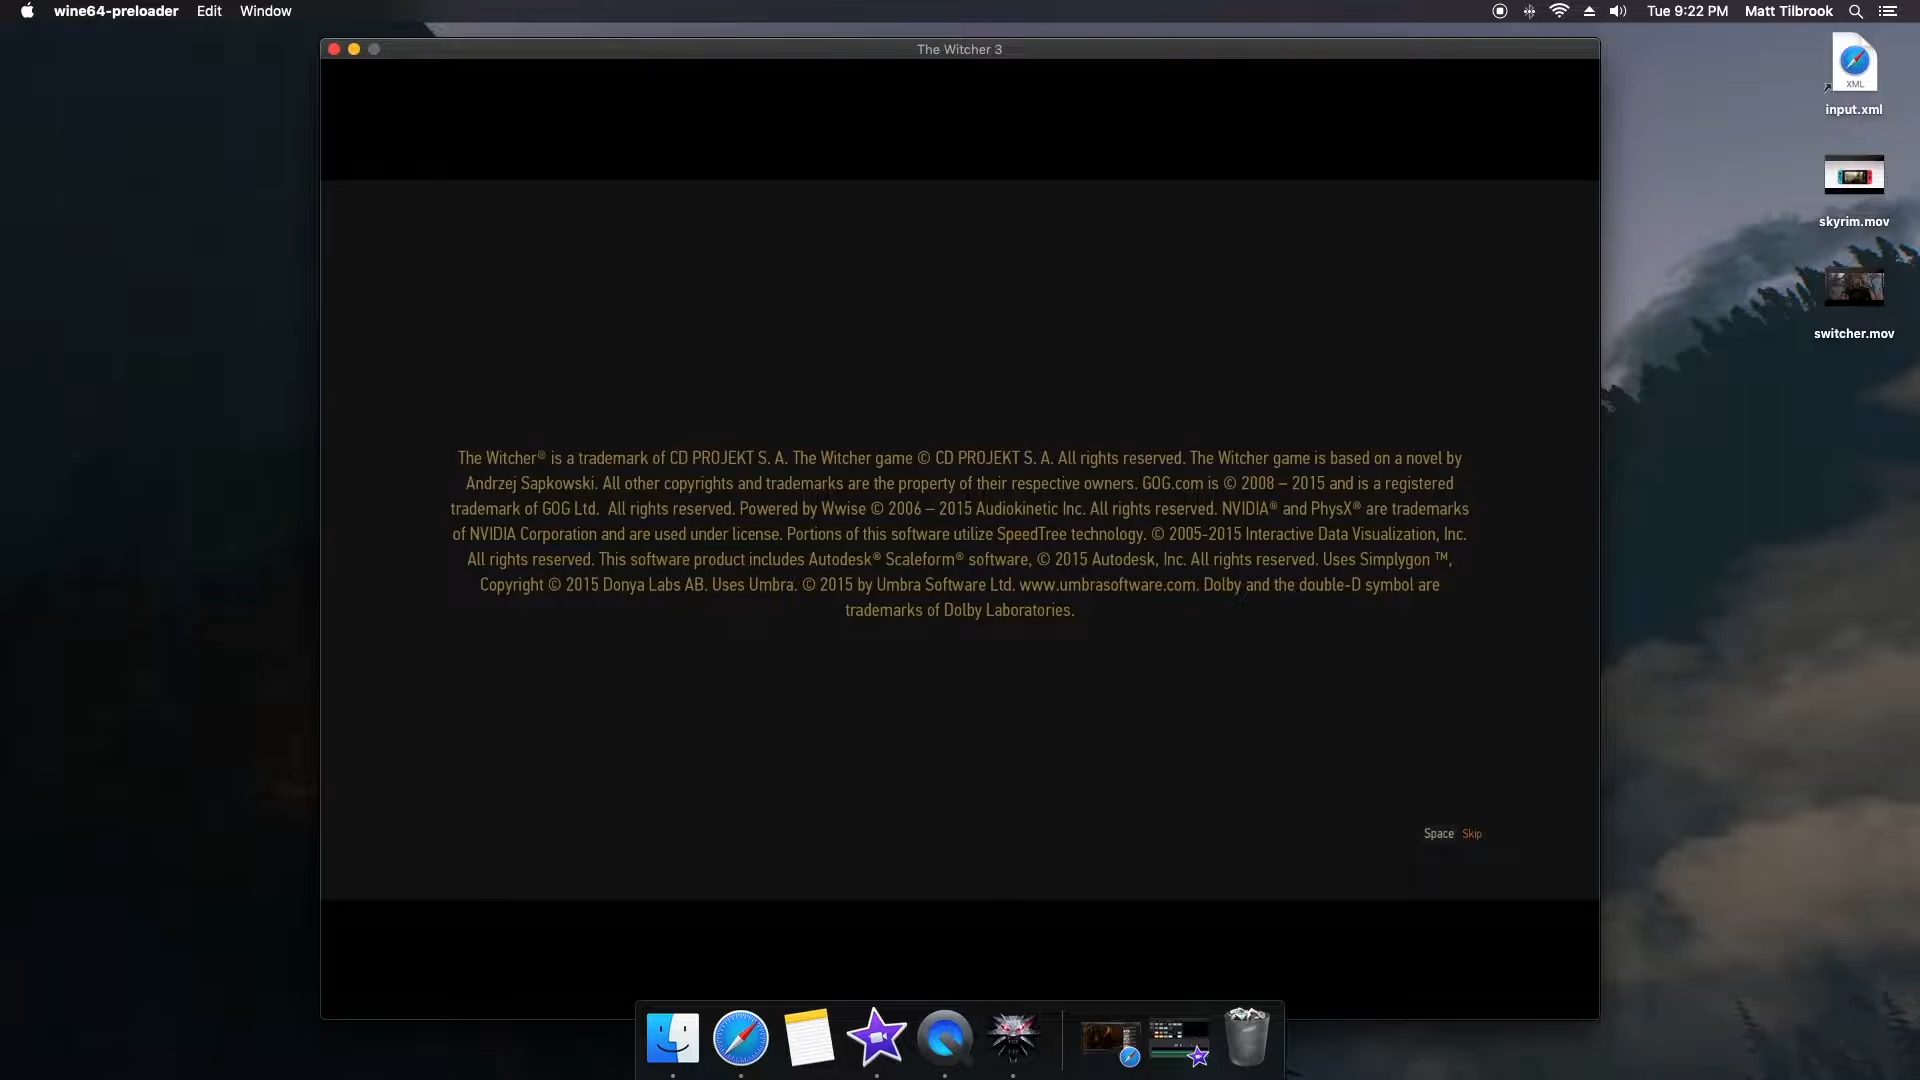 wine64-preloader Edit Window Tue 9:22 PM Matt Tilbrook
The Witcher 3
XML
input.xml
skyrim.mov
switcher.mov
The Witcher® is a trademark of CD PROJEKT S. A. The Witcher game © CD PROJEKT S. A. All rights reserved. The Witcher game is based on a novel by
Andrzej Sapkowski. All other copyrights and trademarks are the property of their respective owners. GOG.com is © 2008 – 2015 and is a registered
trademark of GOG Ltd.  All rights reserved. Powered by Wwise © 2006 – 2015 Audiokinetic Inc. All rights reserved. NVIDIA® and PhysX® are trademarks
of NVIDIA Corporation and are used under license. Portions of this software utilize SpeedTree technology. © 2005-2015 Interactive Data Visualization, Inc.
All rights reserved. This software product includes Autodesk® Scaleform® software, © 2015 Autodesk, Inc. All rights reserved. Uses Simplygon ™,
Copyright © 2015 Donya Labs AB. Uses Umbra. © 2015 by Umbra Software Ltd. www.umbrasoftware.com. Dolby and the double-D symbol are
trademarks of Dolby Laboratories.
Space Skip